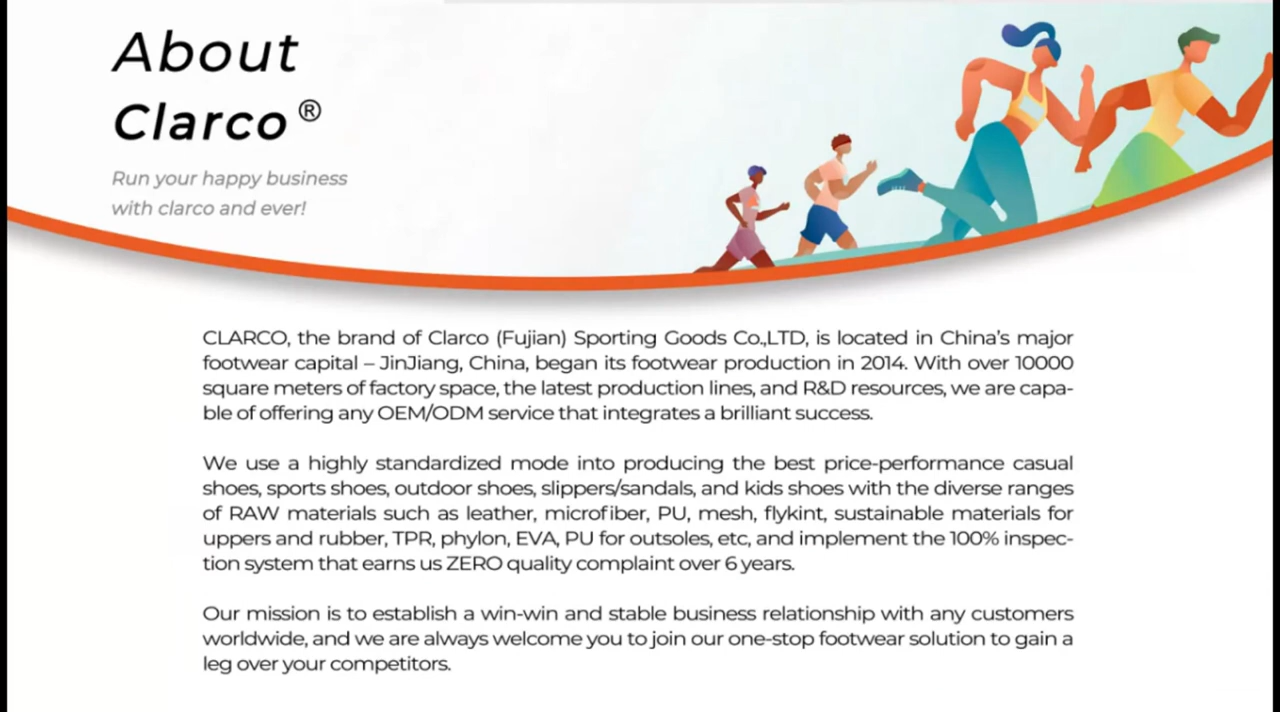 About
Clarco®
Run your happy business
with clarco and ever!
CLARCO, the brand of Clarco (Fujian) Sporting Goods Co.,LTD, is located in China's major
footwear capital – JinJiang, China, began its footwear production in 2014. With over 10000
square meters of factory space, the latest production lines, and R&D resources, we are capa-
ble of offering any OEM/ODM service that integrates a brilliant success.
We use a highly standardized mode into producing the best price-performance casual
shoes, sports shoes, outdoor shoes, slippers/sandals, and kids shoes with the diverse ranges
of RAW materials such as leather, microfiber, PU, mesh, flykint, sustainable materials for
uppers and rubber, TPR, phylon, EVA, PU for outsoles, etc, and implement the 100% inspec-
tion system that earns us ZERO quality complaint over 6 years.
Our mission is to establish a win-win and stable business relationship with any customers
worldwide, and we are always welcome you to join our one-stop footwear solution to gain a
leg over your competitors.